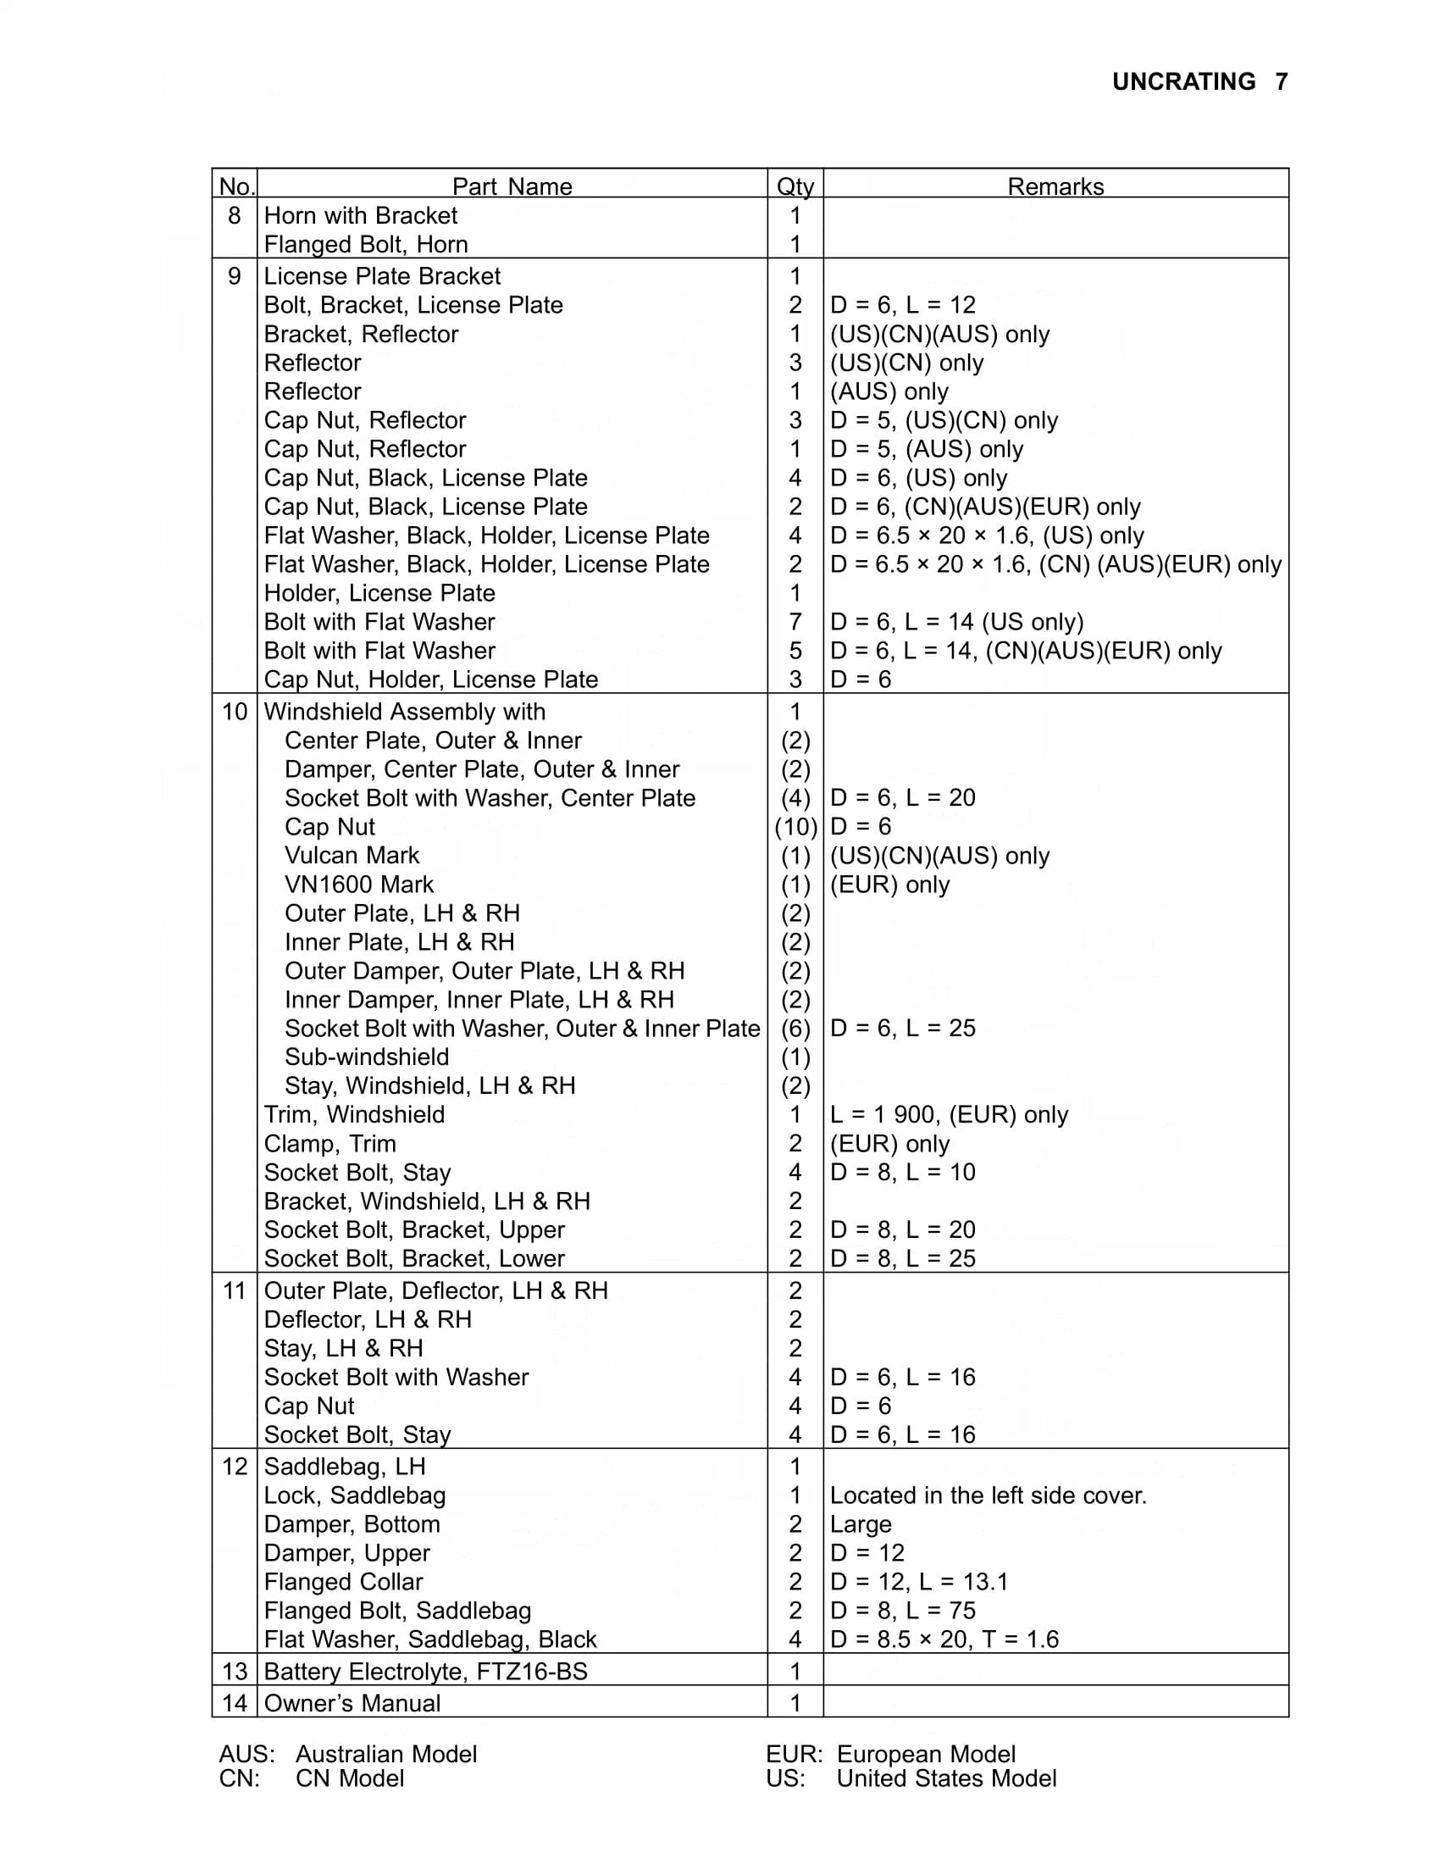 UNCRATING 7
No. Part Name Qty Remarks
8 Horn with Bracket 1
Flanged Bolt, Horn 1
9 License Plate Bracket 1
Bolt, Bracket, License Plate 2 D = 6, L = 12
Bracket, Reflector 1 (US)(CN)(AUS) only
Reflector 3 (US)(CN) only
Reflector 1 (AUS) only
Cap Nut, Reflector 3 D = 5, (US)(CN) only
Cap Nut, Reflector 1 D = 5, (AUS) only
Cap Nut, Black, License Plate 4 D = 6, (US) only
Cap Nut, Black, License Plate 2 D = 6, (CN)(AUS)(EUR) only
Flat Washer, Black, Holder, License Plate 4 D = 6.5 × 20 × 1.6, (US) only
Flat Washer, Black, Holder, License Plate 2 D = 6.5 × 20 × 1.6, (CN) (AUS)(EUR) only
Holder, License Plate 1
Bolt with Flat Washer 7 D = 6, L = 14 (US only)
Bolt with Flat Washer 5 D = 6, L = 14, (CN)(AUS)(EUR) only
Cap Nut, Holder, License Plate 3 D = 6
10 Windshield Assembly with 1
Center Plate, Outer & Inner (2)
Damper, Center Plate, Outer & Inner (2)
Socket Bolt with Washer, Center Plate (4) D = 6, L = 20
Cap Nut (10) D = 6
Vulcan Mark (1) (US)(CN)(AUS) only
VN1600 Mark (1) (EUR) only
Outer Plate, LH & RH (2)
Inner Plate, LH & RH (2)
Outer Damper, Outer Plate, LH & RH (2)
Inner Damper, Inner Plate, LH & RH (2)
Socket Bolt with Washer, Outer & Inner Plate (6) D = 6, L = 25
Sub-windshield (1)
Stay, Windshield, LH & RH (2)
Trim, Windshield 1 L = 1 900, (EUR) only
Clamp, Trim 2 (EUR) only
Socket Bolt, Stay 4 D = 8, L = 10
Bracket, Windshield, LH & RH 2
Socket Bolt, Bracket, Upper 2 D = 8, L = 20
Socket Bolt, Bracket, Lower 2 D = 8, L = 25
11 Outer Plate, Deflector, LH & RH 2
Deflector, LH & RH 2
Stay, LH & RH 2
Socket Bolt with Washer 4 D = 6, L = 16
Cap Nut 4 D = 6
Socket Bolt, Stay 4 D = 6, L = 16
12 Saddlebag, LH 1
Lock, Saddlebag 1 Located in the left side cover.
Damper, Bottom 2 Large
Damper, Upper 2 D = 12
Flanged Collar 2 D = 12, L = 13.1
Flanged Bolt, Saddlebag 2 D = 8, L = 75
Flat Washer, Saddlebag, Black 4 D = 8.5 × 20, T = 1.6
13 Battery Electrolyte, FTZ16-BS 1
14 Owner’s Manual 1
AUS: Australian Model EUR: European Model
CN: CN Model US: United States Model